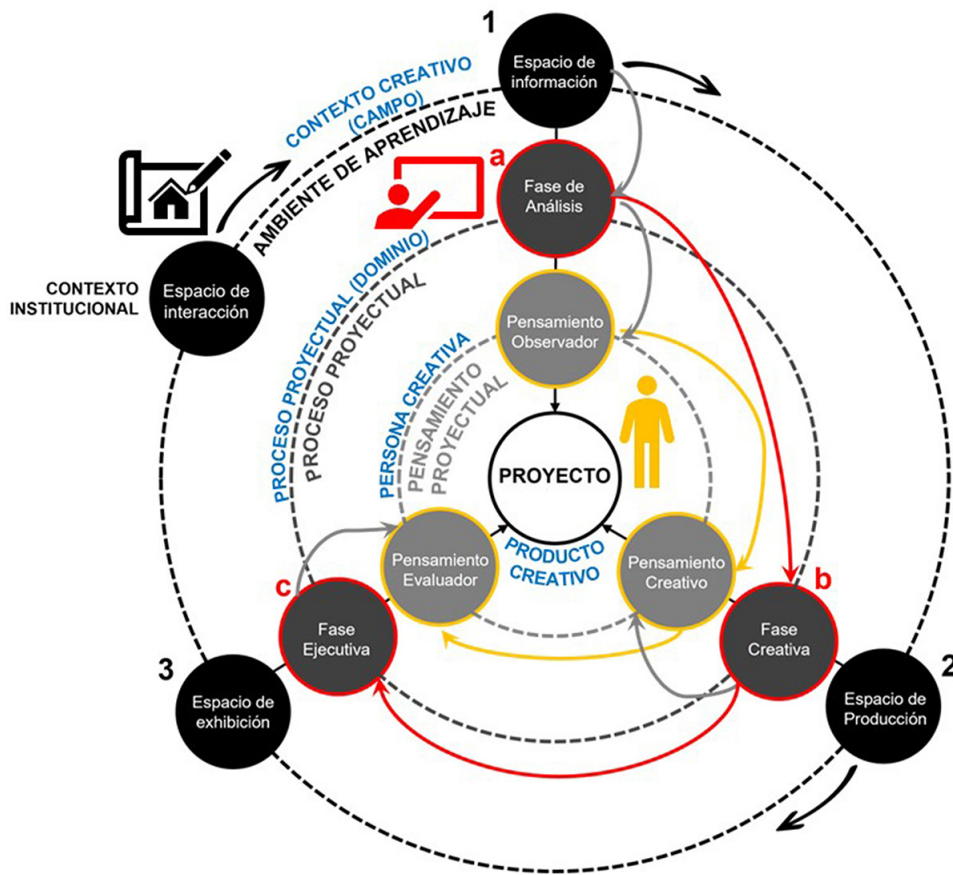 1
Espacio de
información
CONTEXTO CREATIVO
(CAMPO)
AMBIENTE DE APRENDIZAJE
a
Fase de
Análisis
CONTEXTO
INSTITUCIONAL
Espacio de
interacción
PROCESO PROYECTUAL (DOMINIO)
PROCESO PROYECTUAL
Pensamiento
Observador
PERSONA CREATIVA
PENSAMIENTO
PROYECTUAL
PROYECTO
PRODUCTO
CREATIVO
Pensamiento
Evaluador
Pensamiento
Creativo
c
Fase
Ejecutiva
b
Fase
Creativa
3
Espacio de
exhibición
2
Espacio de
Producción